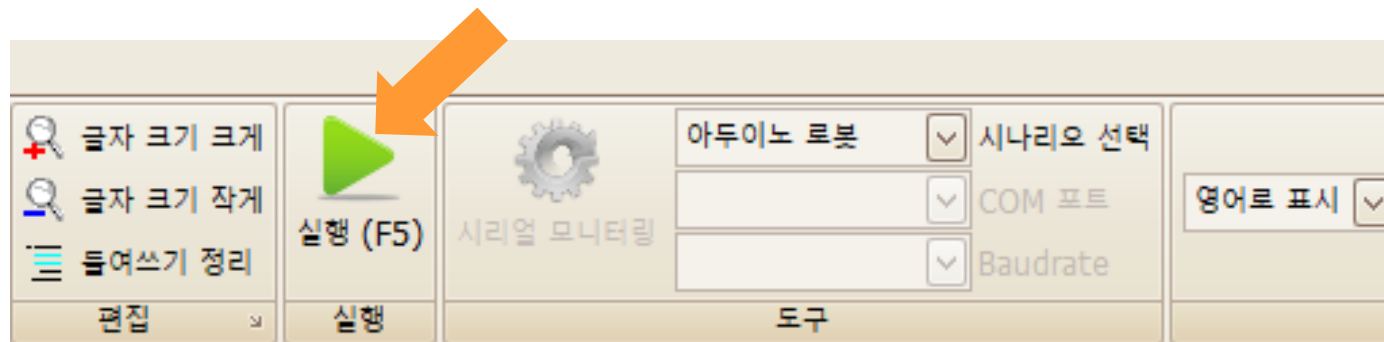 글자 크기 크게
글자 크기 작게
들여쓰기 정리
편집
실행 (F5)
실행
시리얼 모니터링
아두이노 로봇
시나리오 선택
COM 포트
Baudrate
도구
영어로 표시